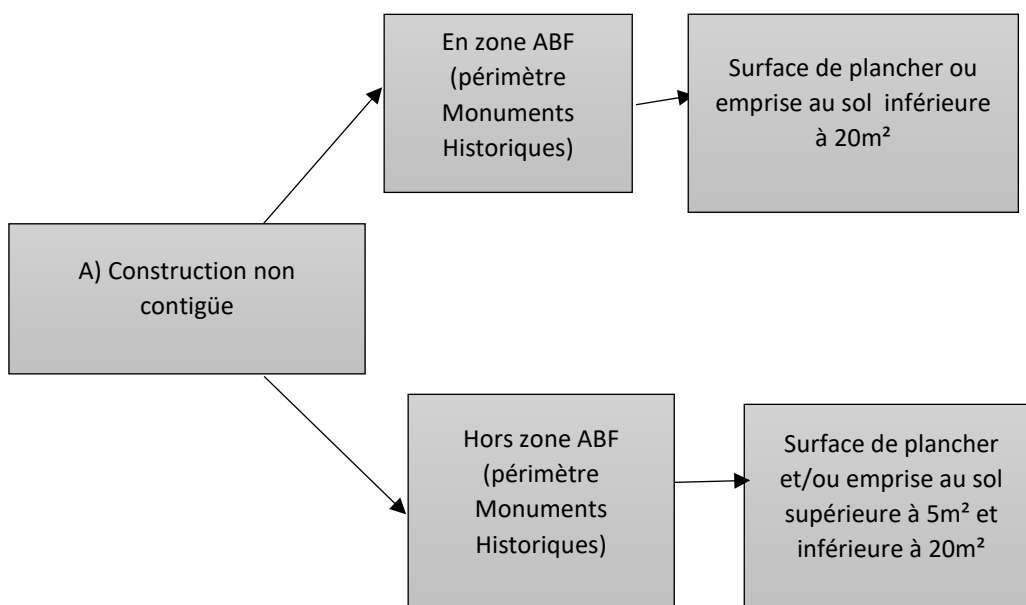 En zone ABF
(périmètre
Monuments
Historiques)
Surface de plancher ou
emprise au sol inférieure
à 20m²
A) Construction non
contigüe
Hors zone ABF
(périmètre
Monuments
Historiques)
Surface de plancher
et/ou emprise au sol
supérieure à 5m² et
inférieure à 20m²